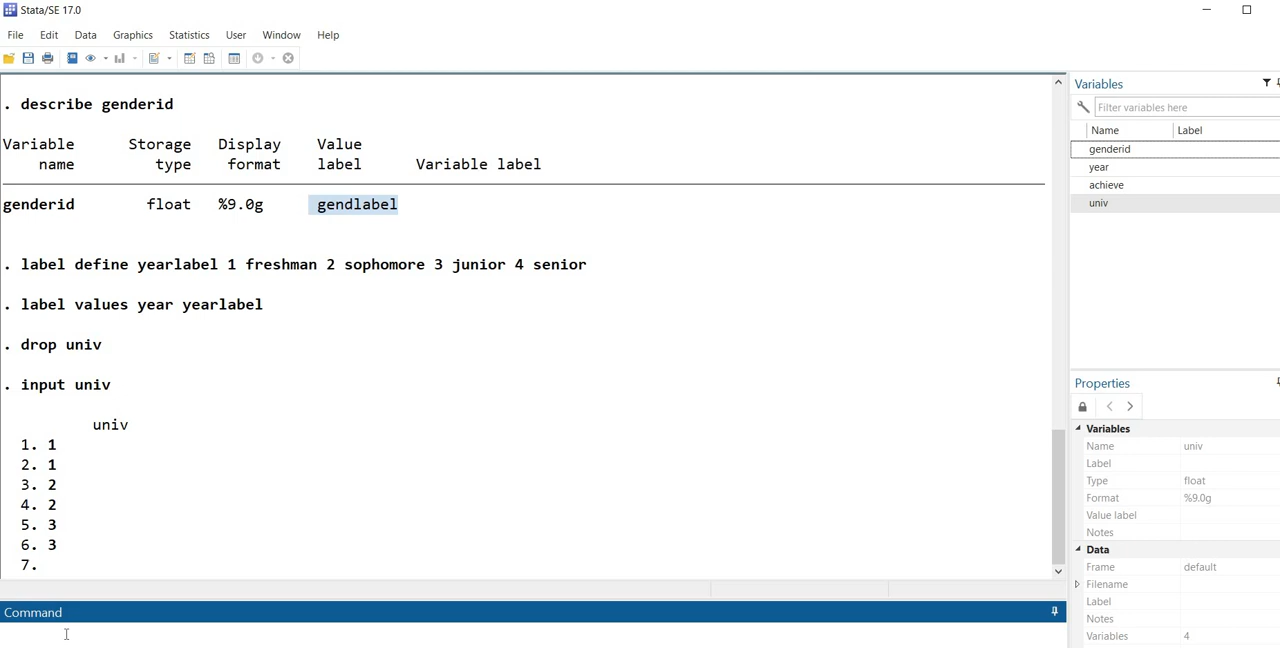 Stata/SE 17.0
File Edit Data Graphics Statistics User Window Help
. describe genderid
Variable Storage Display Value
name type format label Variable label
genderid float %9.0g gendlabel
. label define yearlabel 1 freshman 2 sophomore 3 junior 4 senior
. label values year yearlabel
. drop univ
. input univ
univ
1. 1
2. 1
3. 2
4. 2
5. 3
6. 3
7.
Command
Variables
Filter variables here
Name Label
genderid
year
achieve
univ
Properties
Variables
Name univ
Label
Type float
Format %9.0g
Value label
Notes
Data
Frame default
Filename
Label
Notes
Variables 4